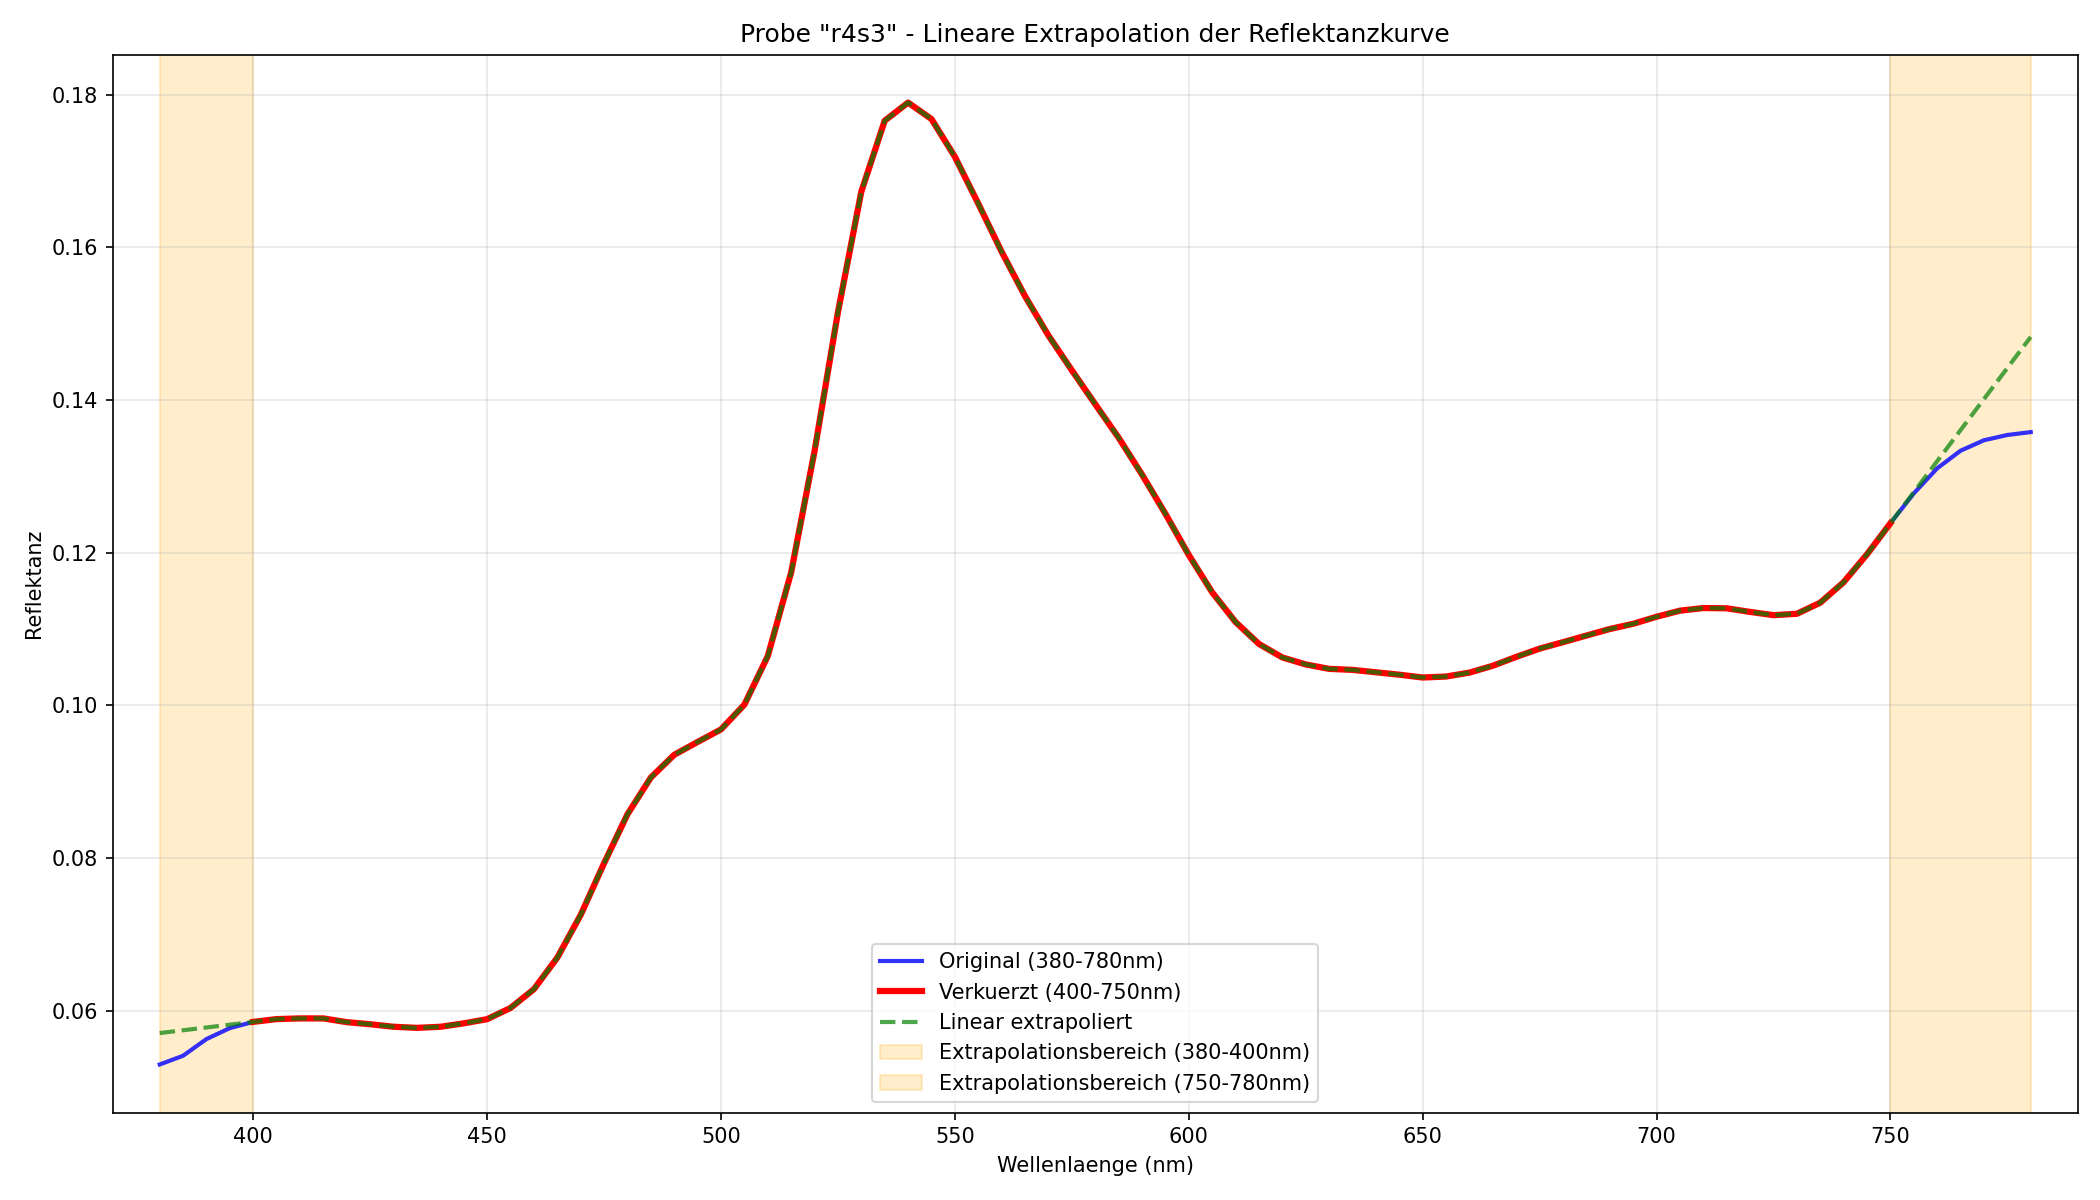 Probe "r4s3" - Lineare Extrapolation der Reflektanzkurve
0.18
0.16
0.14
0.12
0.10
0.08
0.06
Reflektanz
Original (380-780nm)
Verkuerzt (400-750nm)
Linear extrapoliert
Extrapolationsbereich (380-400nm)
Extrapolationsbereich (750-780nm)
400 450 500 550 600 650 700 750
Wellenlaenge (nm)